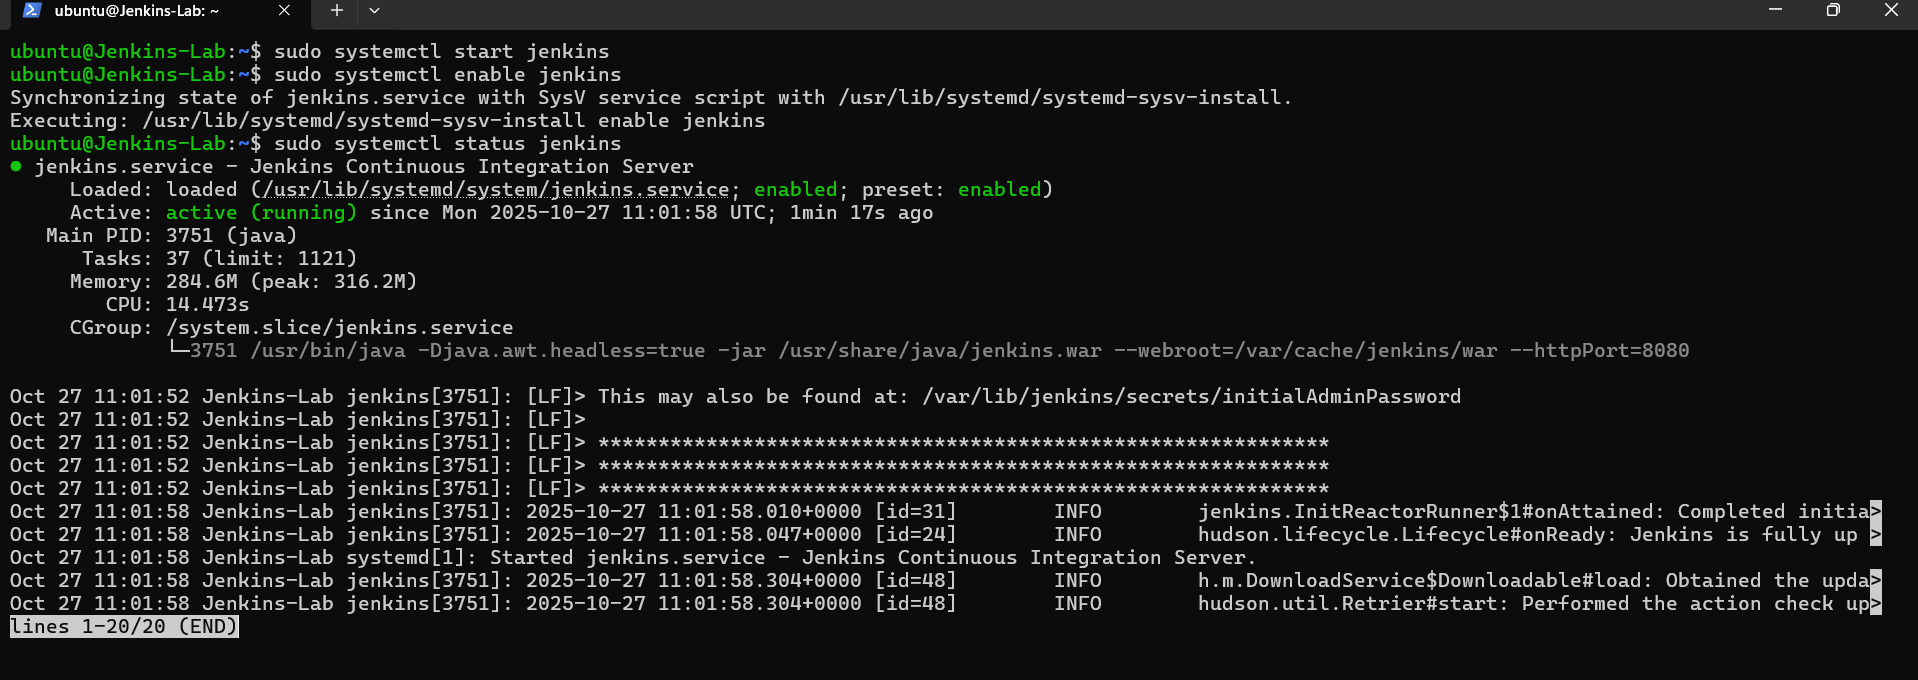 ubuntu@Jenkins-Lab: ~
ubuntu@Jenkins-Lab:~$ sudo systemctl start jenkins
ubuntu@Jenkins-Lab:~$ sudo systemctl enable jenkins
Synchronizing state of jenkins.service with SysV service script with /usr/lib/systemd/systemd-sysv-install.
Executing: /usr/lib/systemd/systemd-sysv-install enable jenkins
ubuntu@Jenkins-Lab:~$ sudo systemctl status jenkins
● jenkins.service - Jenkins Continuous Integration Server
     Loaded: loaded (/usr/lib/systemd/system/jenkins.service; enabled; preset: enabled)
     Active: active (running) since Mon 2025-10-27 11:01:58 UTC; 1min 17s ago
   Main PID: 3751 (java)
      Tasks: 37 (limit: 1121)
     Memory: 284.6M (peak: 316.2M)
        CPU: 14.473s
     CGroup: /system.slice/jenkins.service
             └─3751 /usr/bin/java -Djava.awt.headless=true -jar /usr/share/java/jenkins.war --webroot=/var/cache/jenkins/war --httpPort=8080
Oct 27 11:01:52 Jenkins-Lab jenkins[3751]: [LF]> This may also be found at: /var/lib/jenkins/secrets/initialAdminPassword
Oct 27 11:01:52 Jenkins-Lab jenkins[3751]: [LF]>
Oct 27 11:01:52 Jenkins-Lab jenkins[3751]: [LF]> *************************************************************
Oct 27 11:01:52 Jenkins-Lab jenkins[3751]: [LF]> *************************************************************
Oct 27 11:01:52 Jenkins-Lab jenkins[3751]: [LF]> *************************************************************
Oct 27 11:01:58 Jenkins-Lab jenkins[3751]: 2025-10-27 11:01:58.010+0000 [id=31]        INFO        jenkins.InitReactorRunner$1#onAttained: Completed initia>
Oct 27 11:01:58 Jenkins-Lab jenkins[3751]: 2025-10-27 11:01:58.047+0000 [id=24]        INFO        hudson.lifecycle.Lifecycle#onReady: Jenkins is fully up >
Oct 27 11:01:58 Jenkins-Lab systemd[1]: Started jenkins.service - Jenkins Continuous Integration Server.
Oct 27 11:01:58 Jenkins-Lab jenkins[3751]: 2025-10-27 11:01:58.304+0000 [id=48]        INFO        h.m.DownloadService$Downloadable#load: Obtained the upda>
Oct 27 11:01:58 Jenkins-Lab jenkins[3751]: 2025-10-27 11:01:58.304+0000 [id=48]        INFO        hudson.util.Retrier#start: Performed the action check up>
lines 1-20/20 (END)